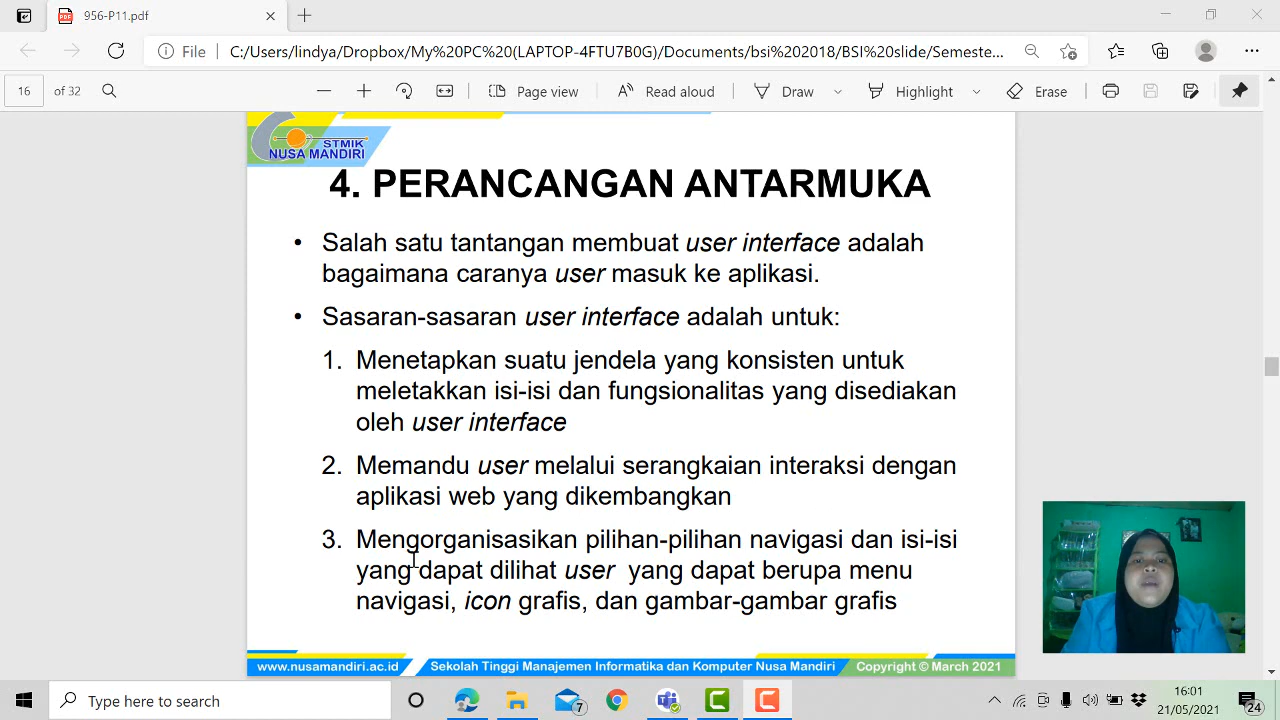 956-P11.pdf
File
C:/Users/lindya/Dropbox/My%20PC%20(LAPTOP-4FTU7B0G)/Documents/bsi%202018/BSI%20slide/Semeste...
16 of 32
Page view
Read aloud
Draw
Highlight
Erase
STMIK
NUSA MANDIRI
4. PERANCANGAN ANTARMUKA
• Salah satu tantangan membuat user interface adalah
bagaimana caranya user masuk ke aplikasi.
• Sasaran-sasaran user interface adalah untuk:
1. Menetapkan suatu jendela yang konsisten untuk
meletakkan isi-isi dan fungsionalitas yang disediakan
oleh user interface
2. Memandu user melalui serangkaian interaksi dengan
aplikasi web yang dikembangkan
3. Mengorganisasikan pilihan-pilihan navigasi dan isi-isi
yang dapat dilihat user yang dapat berupa menu
navigasi, icon grafis, dan gambar-gambar grafis
www.nusamandiri.ac.id
Sekolah Tinggi Manajemen Informatika dan Komputer Nusa Mandiri
Copyright © March 2021
Type here to search
7
16:01
21/05/2021
24